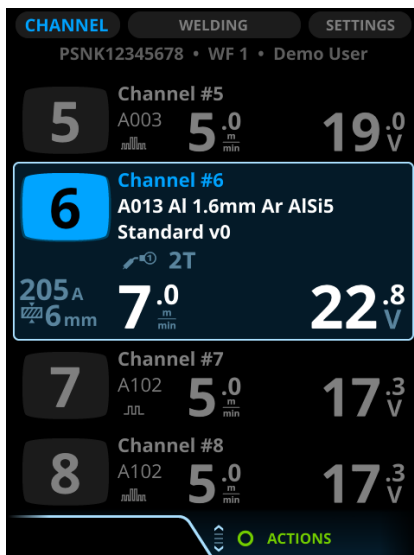 CHANNEL WELDING SETTINGS
PSNK12345678 • WF 1 • Demo User
5
Channel #5
A003
5.0 m/min
19.0 V
6
Channel #6
A013 Al 1.6mm Ar AlSi5
Standard v0
1 2T
205 A
6 mm
7.0 m/min
22.8 V
7
Channel #7
A102
5.0 m/min
17.3 V
8
Channel #8
A102
5.0 m/min
17.3 V
ACTIONS